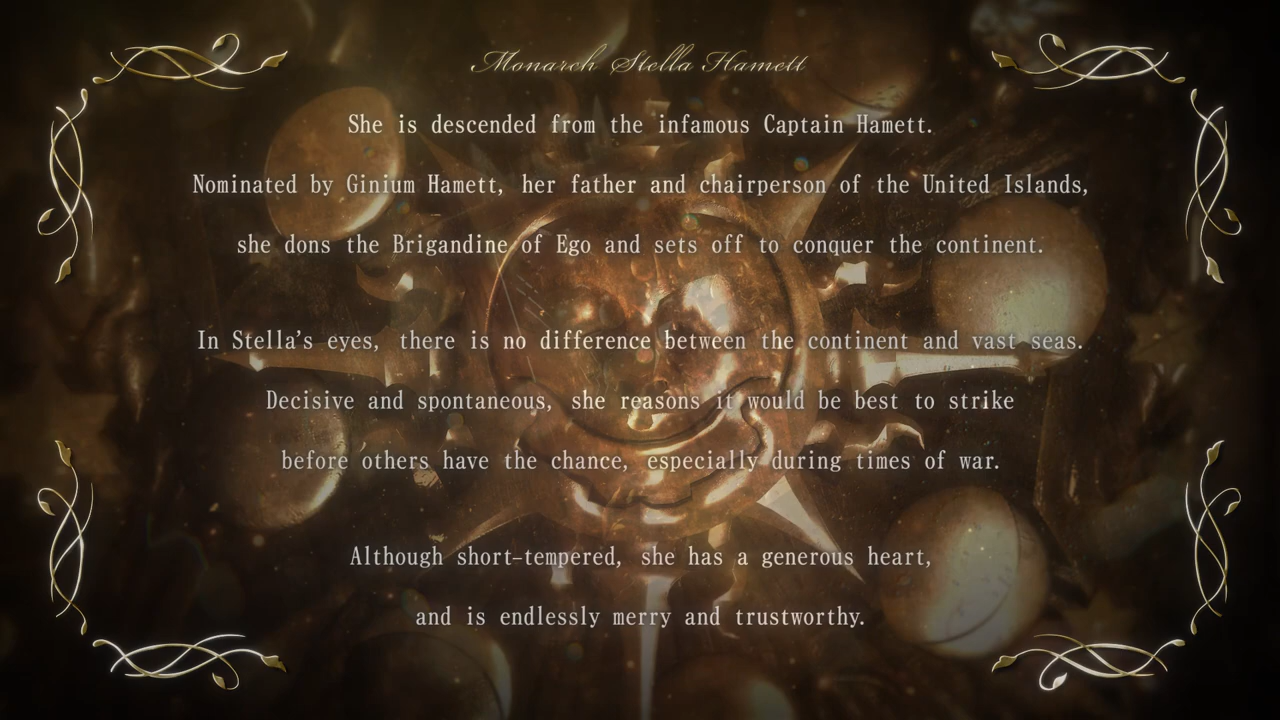 Monarch Stella Hamett
She is descended from the infamous Captain Hamett.
Nominated by Ginium Hamett, her father and chairperson of the United Islands,
she dons the Brigandine of Ego and sets off to conquer the continent.
In Stella's eyes, there is no difference between the continent and vast seas.
Decisive and spontaneous, she reasons it would be best to strike
before others have the chance, especially during times of war.
Although short-tempered, she has a generous heart,
and is endlessly merry and trustworthy.